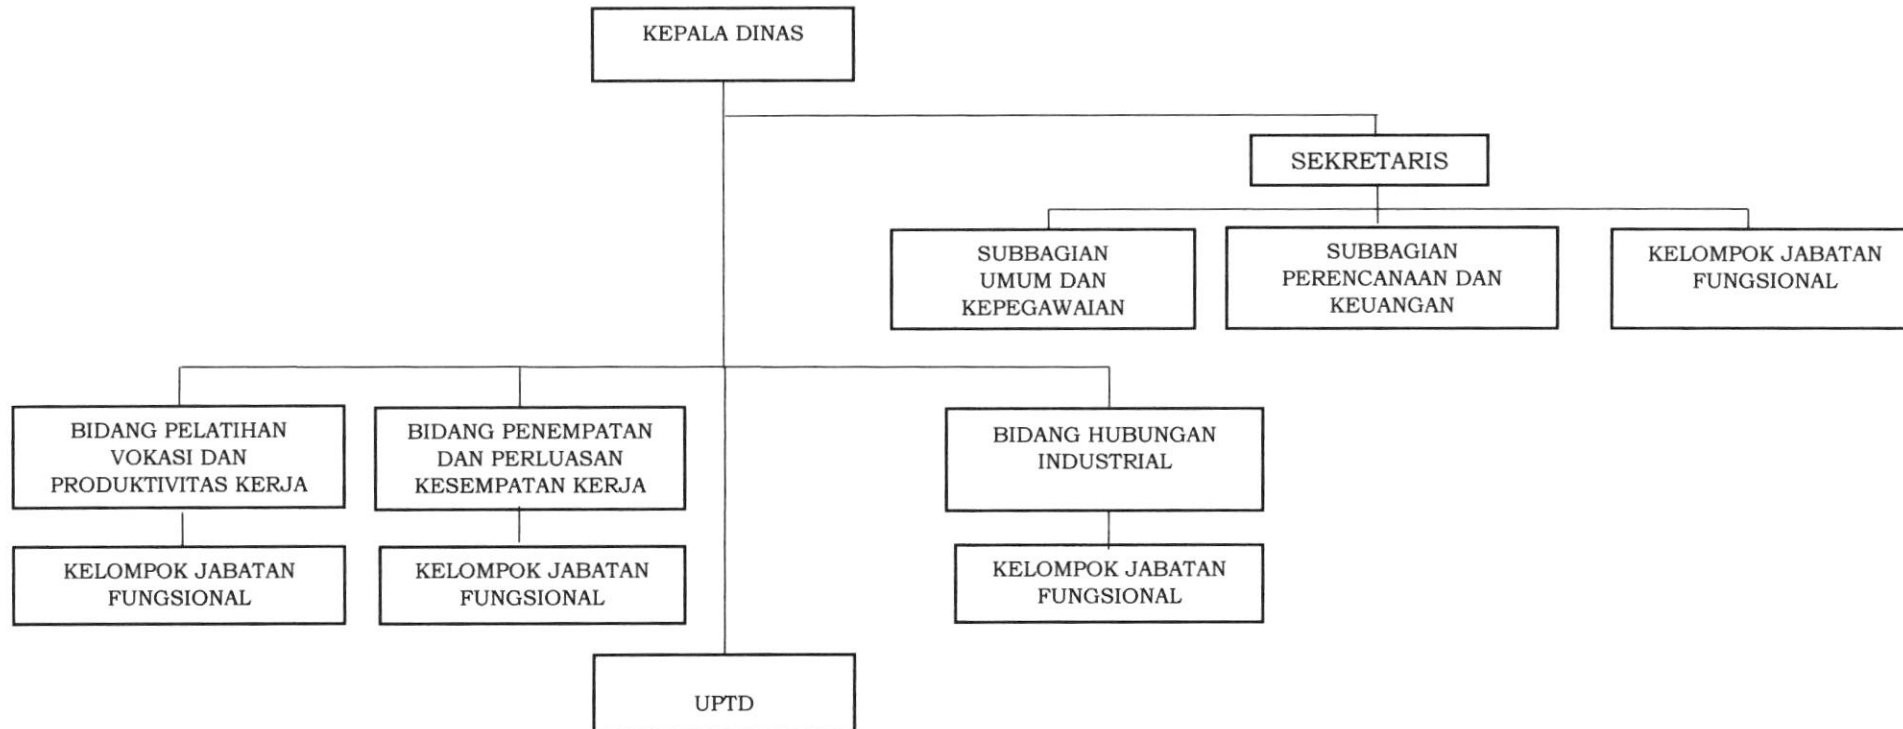 KEPALA DINAS
SEKRETARIS
SUBBAGIAN
UMUM DAN
KEPEGAWAIAN
SUBBAGIAN
PERENCANAAN DAN
KEUANGAN
KELOMPOK JABATAN
FUNGSIONAL
BIDANG PELATIHAN
VOKASI DAN
PRODUKTIVITAS KERJA
BIDANG PENEMPATAN
DAN PERLUASAN
KESEMPATAN KERJA
BIDANG HUBUNGAN
INDUSTRIAL
KELOMPOK JABATAN
FUNGSIONAL
KELOMPOK JABATAN
FUNGSIONAL
KELOMPOK JABATAN
FUNGSIONAL
UPTD